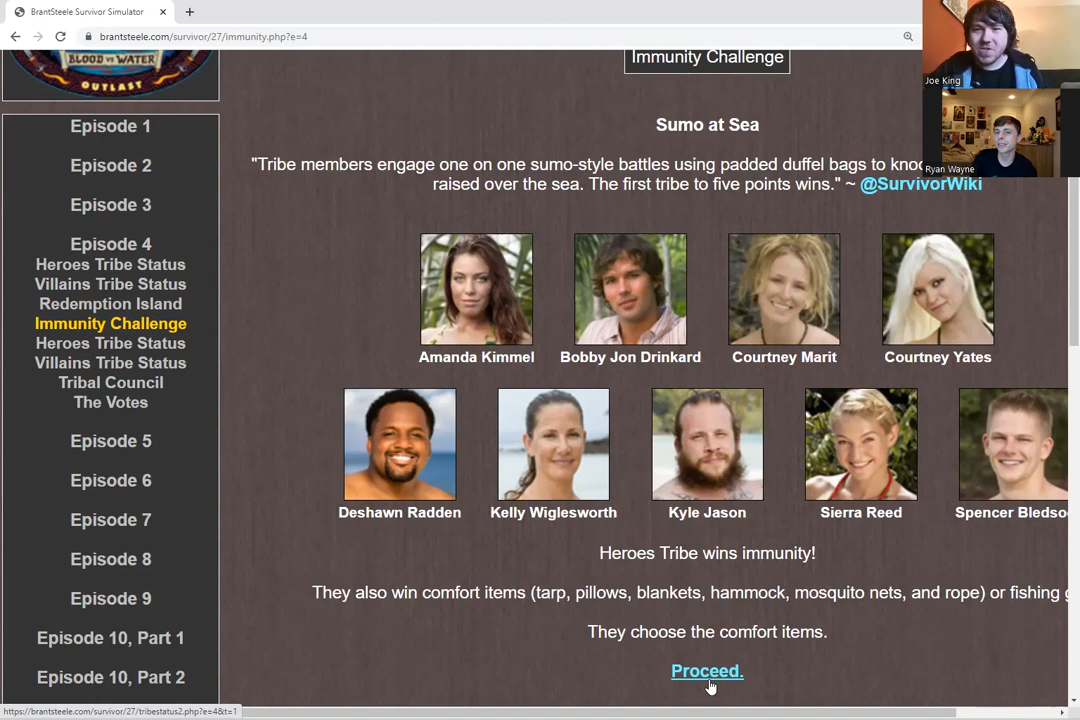 BrantSteele Survivor Simulator
brantsteele.com/survivor/27/immunity.php?e=4
Joe King
Ryan Wayne
BLOOD vs WATER
OUTLAST
Episode 1
Episode 2
Episode 3
Episode 4
Heroes Tribe Status
Villains Tribe Status
Redemption Island
Immunity Challenge
Heroes Tribe Status
Villains Tribe Status
Tribal Council
The Votes
Episode 5
Episode 6
Episode 7
Episode 8
Episode 9
Episode 10, Part 1
Episode 10, Part 2
Immunity Challenge
Sumo at Sea
"Tribe members engage one on one sumo-style battles using padded duffel bags to kno
raised over the sea. The first tribe to five points wins." ~ @SurvivorWiki
Amanda Kimmel Bobby Jon Drinkard Courtney Marit Courtney Yates
Deshawn Radden Kelly Wiglesworth Kyle Jason Sierra Reed Spencer Bledso
Heroes Tribe wins immunity!
They also win comfort items (tarp, pillows, blankets, hammock, mosquito nets, and rope) or fishing
They choose the comfort items.
Proceed.
https://brantsteele.com/survivor/27/tribestatus2.php?e=4&t=1